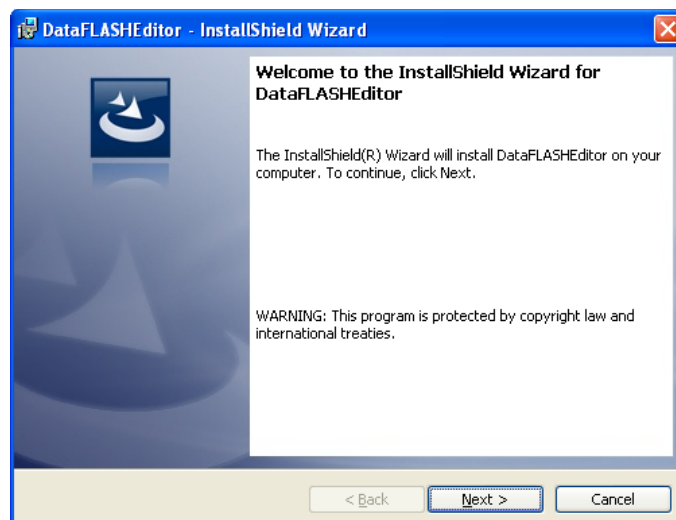 DataFLASHEditor - InstallShield Wizard
Welcome to the InstallShield Wizard for
DataFLASHEditor
The InstallShield(R) Wizard will install DataFLASHEditor on your
computer. To continue, click Next.
WARNING: This program is protected by copyright law and
international treaties.
< Back
Next >
Cancel